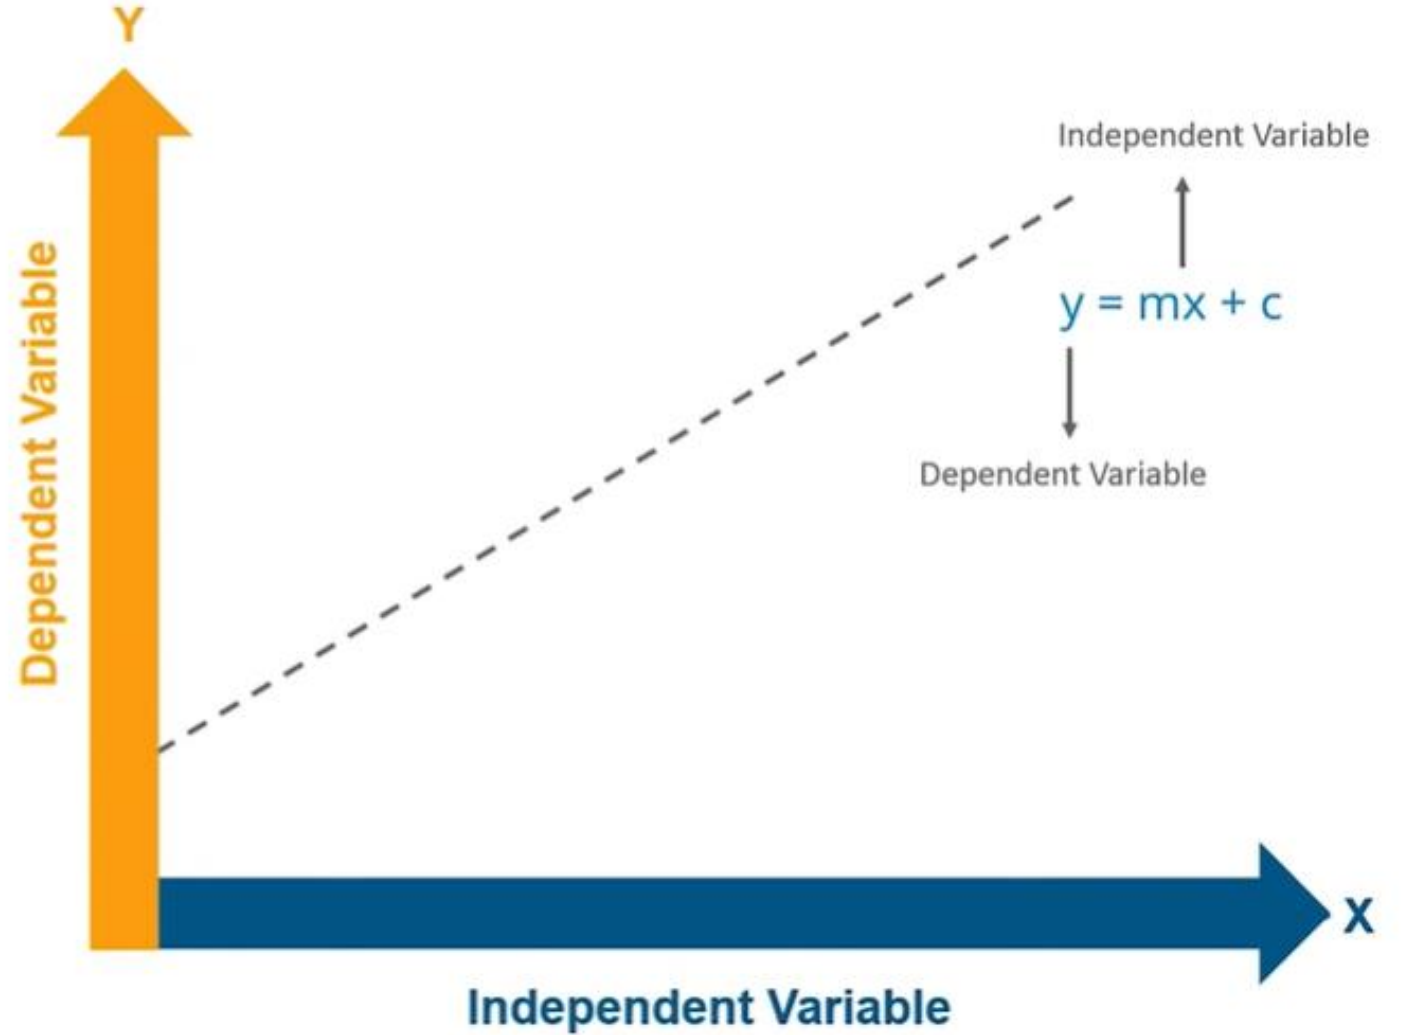 Y
Independent Variable
y = mx + c
Dependent Variable
Dependent Variable
X
Independent Variable